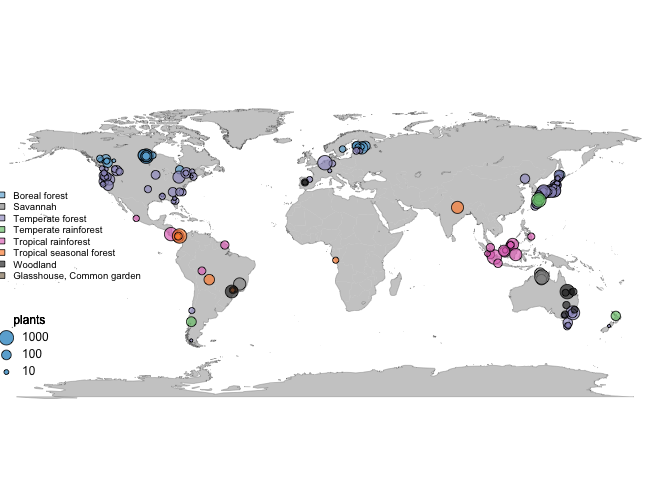 Boreal forest
Savannah
Temperate forest
Temperate rainforest
Tropical rainforest
Tropical seasonal forest
Woodland
Glasshouse, Common garden
plants
1000
100
10